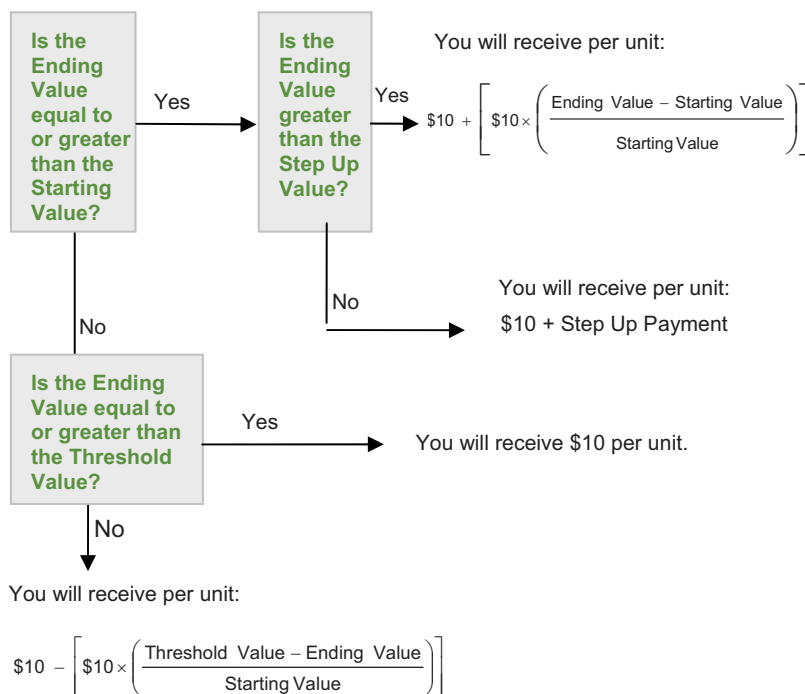 Is the
Ending
Value
equal to
or greater
than the
Starting
Value?
Yes
Is the
Ending
Value
greater
than the
Step Up
Value?
Yes
You will receive per unit:
$10 + [ $10 × ( Ending Value – Starting Value
Starting Value ) ]
No
You will receive per unit:
$10 + Step Up Payment
No
Is the Ending
Value equal to
or greater than
the Threshold
Value?
Yes
You will receive $10 per unit.
No
You will receive per unit:
$10 – [ $10 × ( Threshold Value – Ending Value
Starting Value ) ]